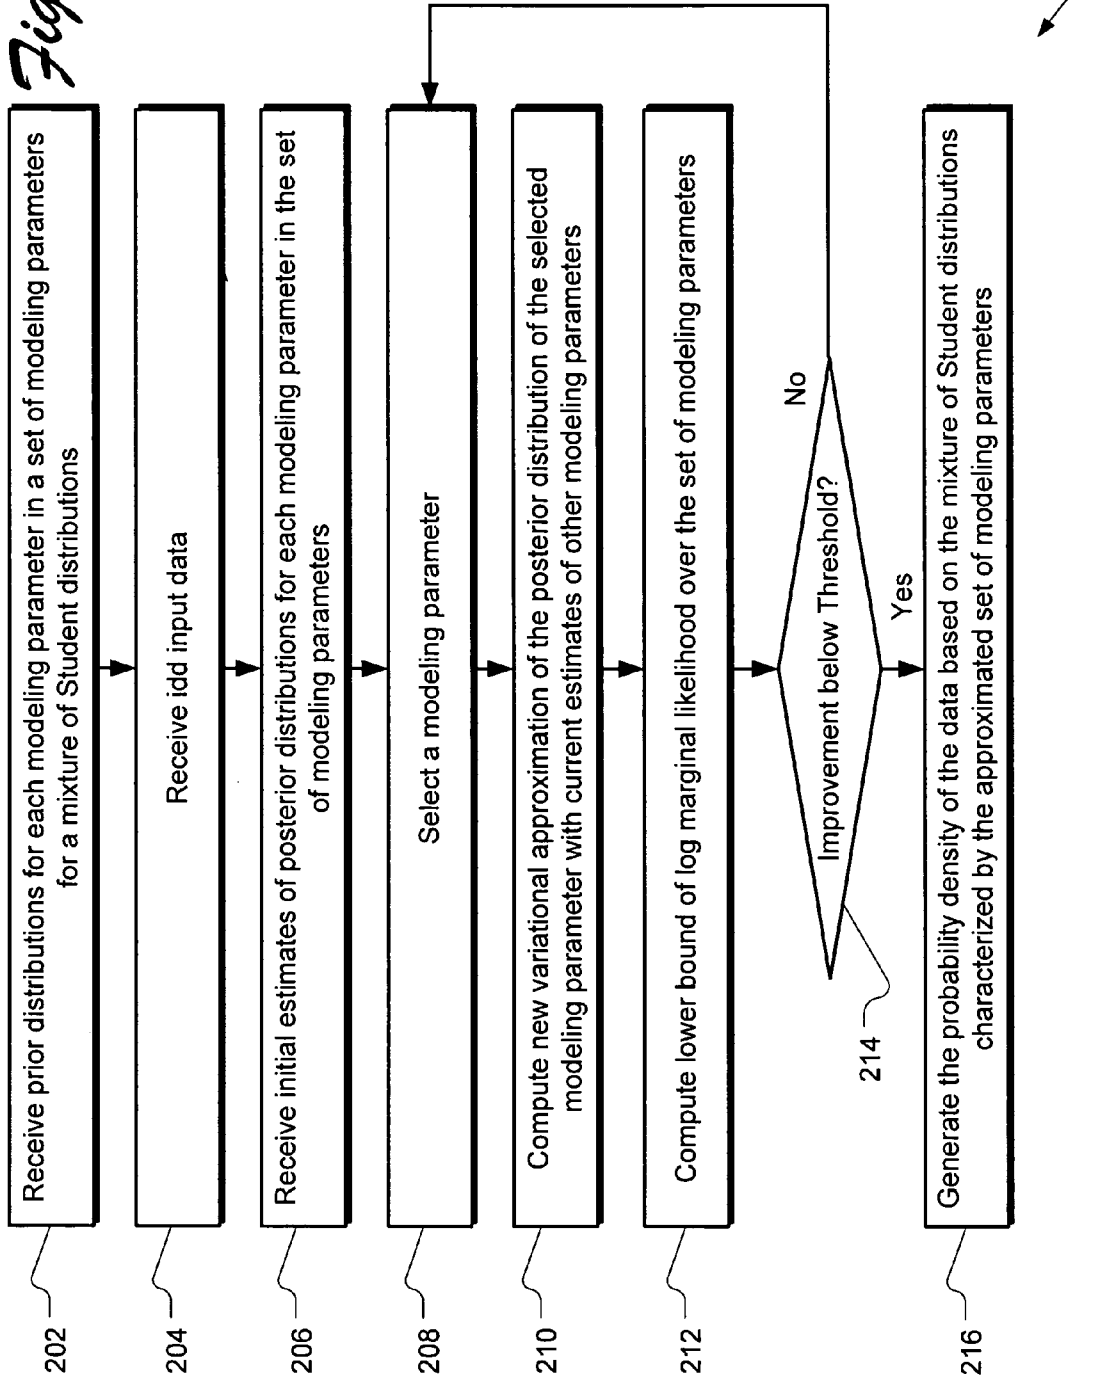 Fig
202
Receive prior distributions for each modeling parameter in a set of modeling parameters
for a mixture of Student distributions
204
Receive idd input data
206
Receive initial estimates of posterior distributions for each modeling parameter in the set
of modeling parameters
208
Select a modeling parameter
210
Compute new variational approximation of the posterior distribution of the selected
modeling parameter with current estimates of other modeling parameters
212
Compute lower bound of log marginal likelihood over the set of modeling parameters
214
Improvement below Threshold?
No
Yes
216
Generate the probability density of the data based on the mixture of Student distributions
characterized by the approximated set of modeling parameters